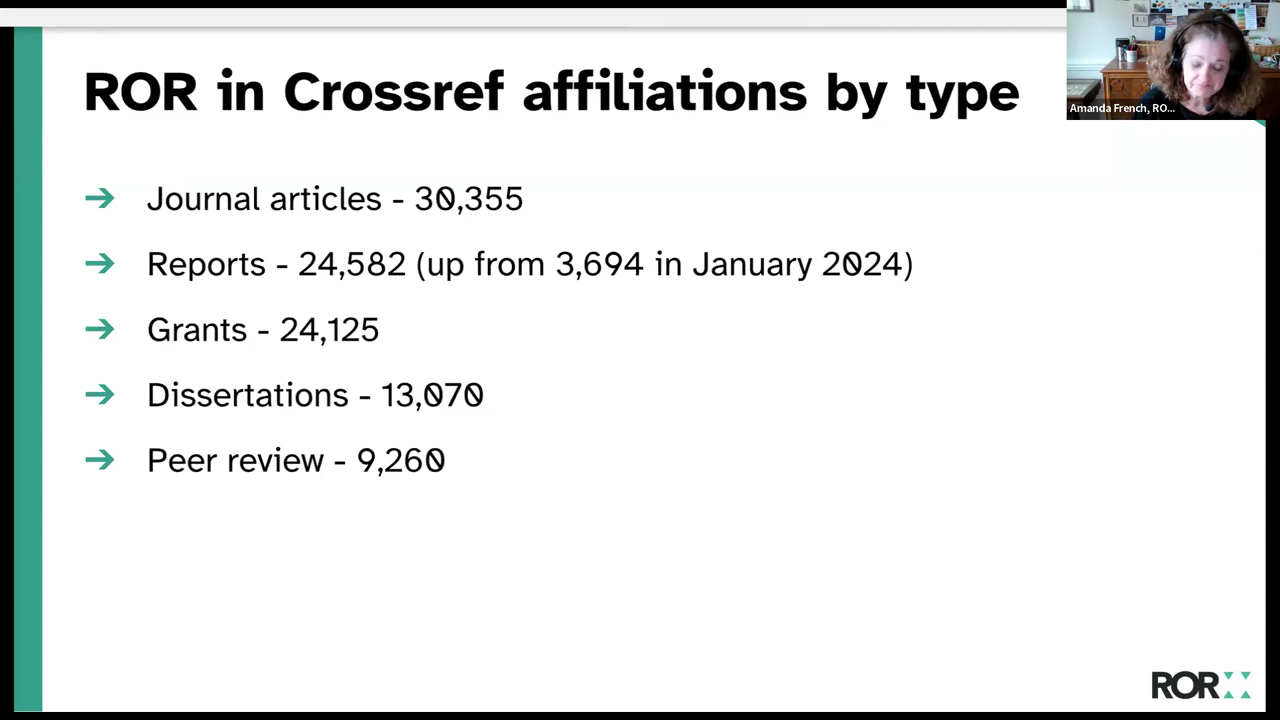 ROR in Crossref affiliations by type
Amanda French, RO...
➔ Journal articles - 30,355
➔ Reports - 24,582 (up from 3,694 in January 2024)
➔ Grants - 24,125
➔ Dissertations - 13,070
➔ Peer review - 9,260
ROR